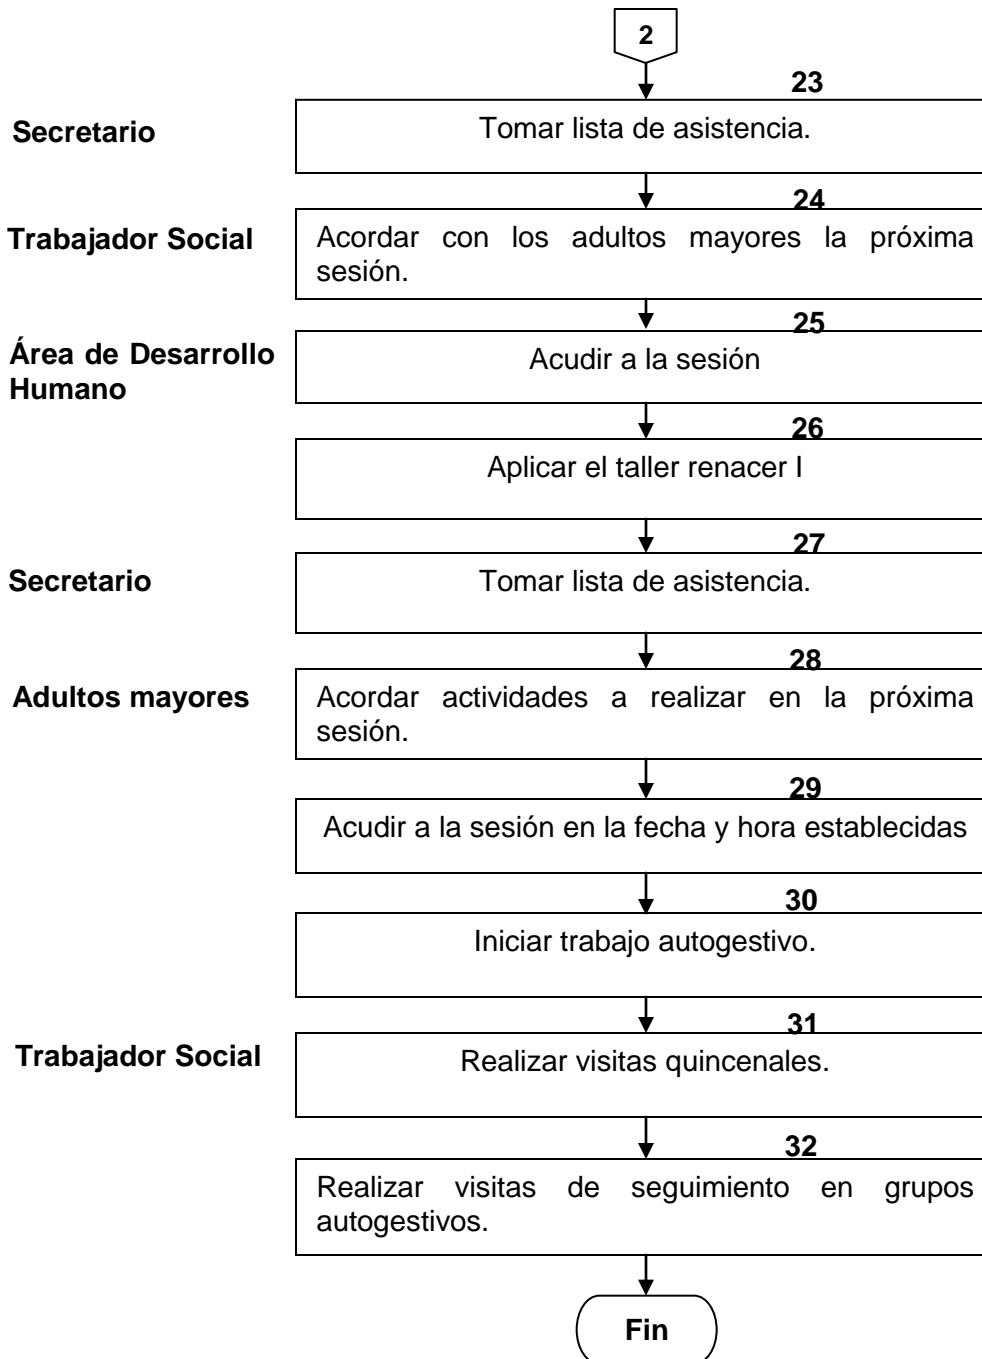 2
23
Secretario
Tomar lista de asistencia.
24
Trabajador Social
Acordar con los adultos mayores la próxima
sesión.
25
Área de Desarrollo
Humano
Acudir a la sesión
26
Aplicar el taller renacer I
27
Secretario
Tomar lista de asistencia.
28
Adultos mayores
Acordar actividades a realizar en la próxima
sesión.
29
Acudir a la sesión en la fecha y hora establecidas
30
Iniciar trabajo autogestivo.
31
Trabajador Social
Realizar visitas quincenales.
32
Realizar visitas de seguimiento en grupos
autogestivos.
Fin